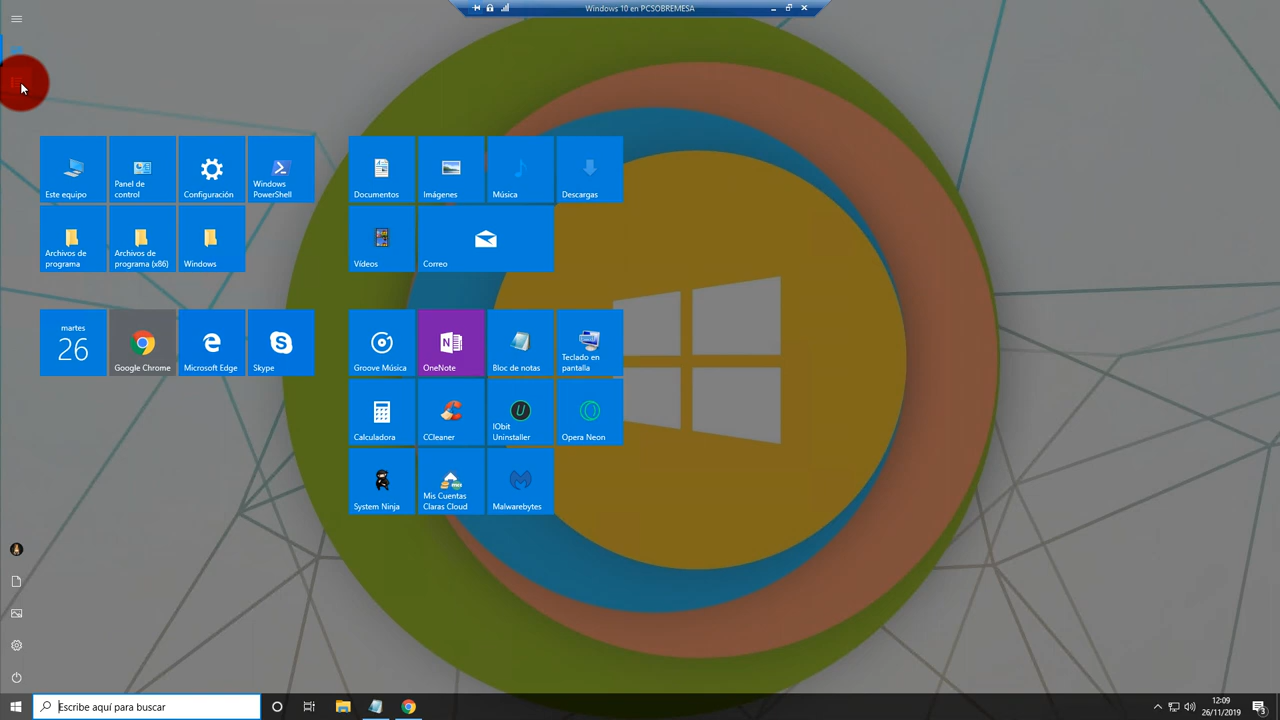 Windows 10 en PCSOBREMESA
Este equipo
Panel de
control
Configuración
Windows
PowerShell
Documentos
Imágenes
Música
Descargas
Archivos de
programa
Archivos de
programa (x86)
Windows
Vídeos
Correo
martes
26
Google Chrome
Microsoft Edge
Skype
Groove Música
OneNote
Bloc de notas
Teclado en
pantalla
Calculadora
CCleaner
IObit
Uninstaller
Opera Neon
System Ninja
Mis Cuentas
Claras Cloud
Malwarebytes
Escribe aquí para buscar
12:09
26/11/2019